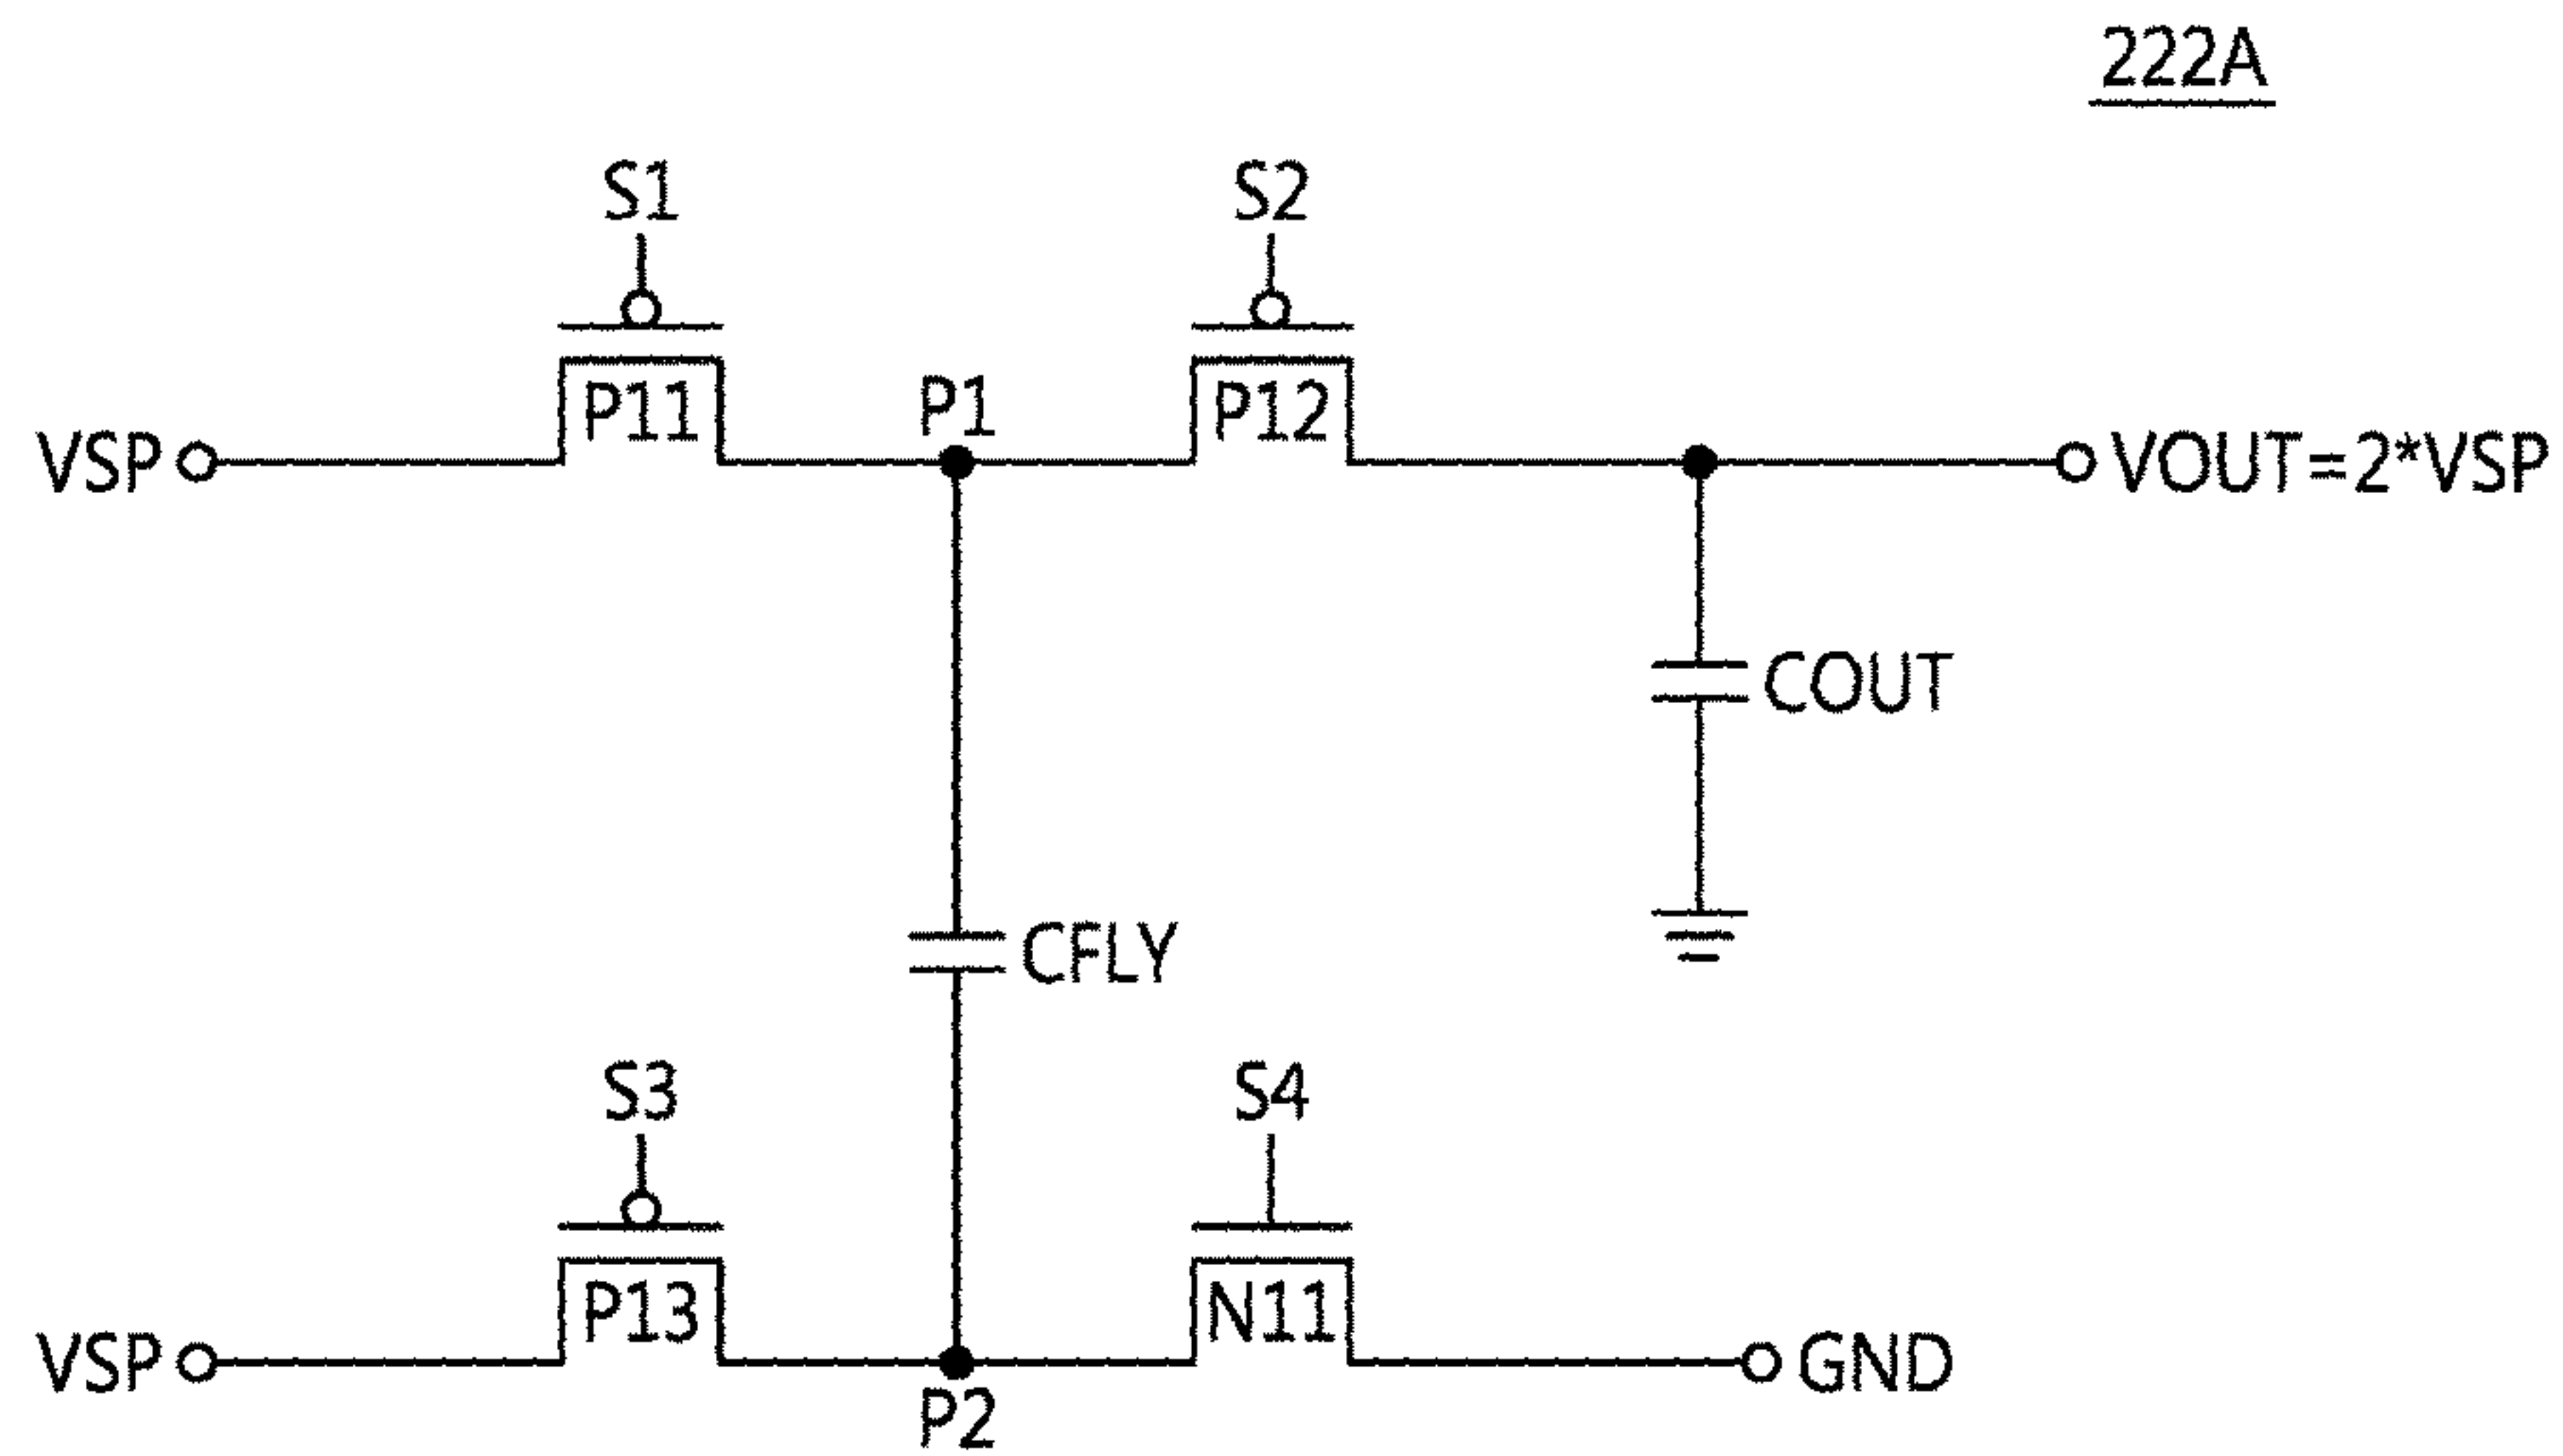 222A
S1
S2
P11
P1
P12
VSP
VOUT=2*VSP
COUT
CFLY
S3
S4
P13
N11
VSP
GND
P2